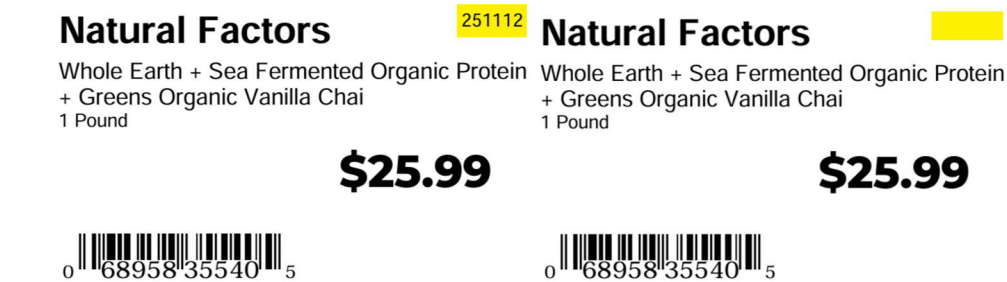 Natural Factors
251112
Whole Earth + Sea Fermented Organic Protein
+ Greens Organic Vanilla Chai
1 Pound
$25.99
0 68958 35540 5
Natural Factors
Whole Earth + Sea Fermented Organic Protein
+ Greens Organic Vanilla Chai
1 Pound
$25.99
0 68958 35540 5